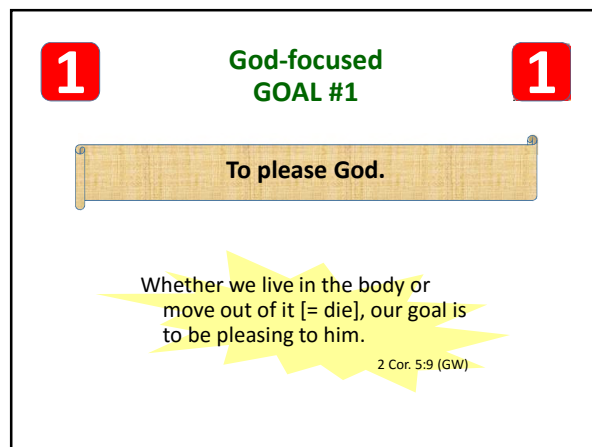 1
God-focused
GOAL #1
1
To please God.
Whether we live in the body or
move out of it [= die], our goal is
to be pleasing to him.
2 Cor. 5:9 (GW)